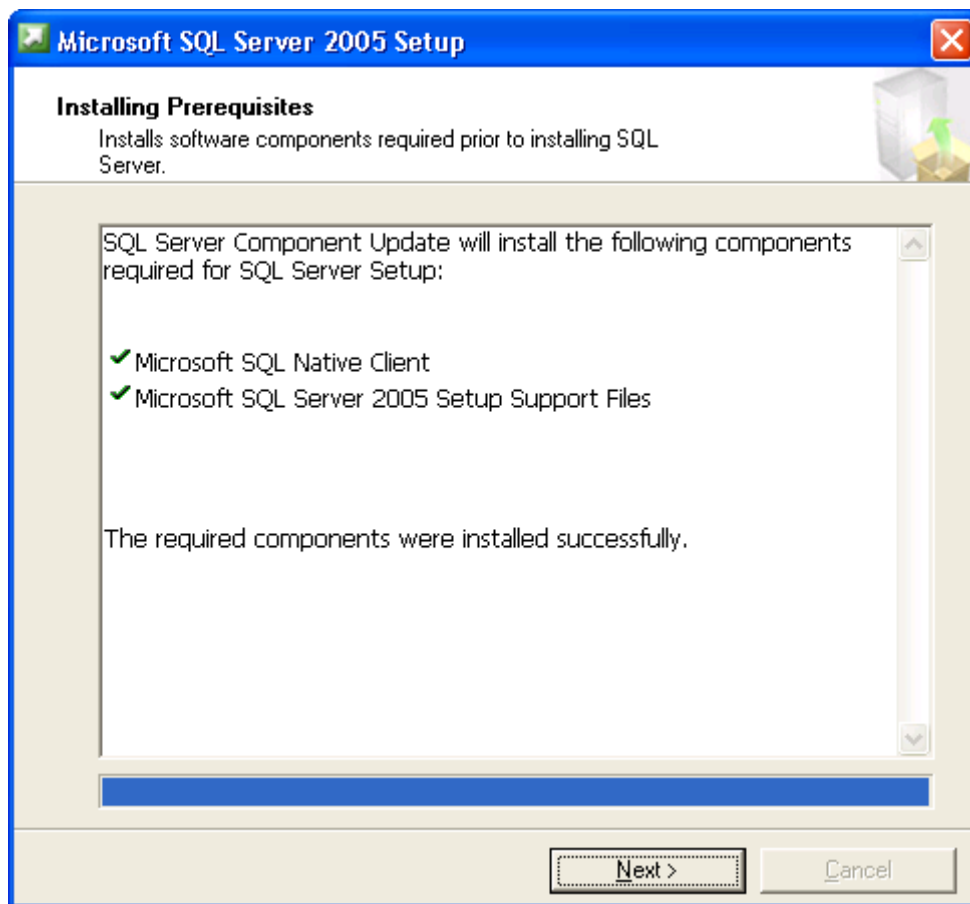 Microsoft SQL Server 2005 Setup
Installing Prerequisites
Installs software components required prior to installing SQL
Server.
SQL Server Component Update will install the following components
required for SQL Server Setup:
Microsoft SQL Native Client
Microsoft SQL Server 2005 Setup Support Files
The required components were installed successfully.
Next >
Cancel